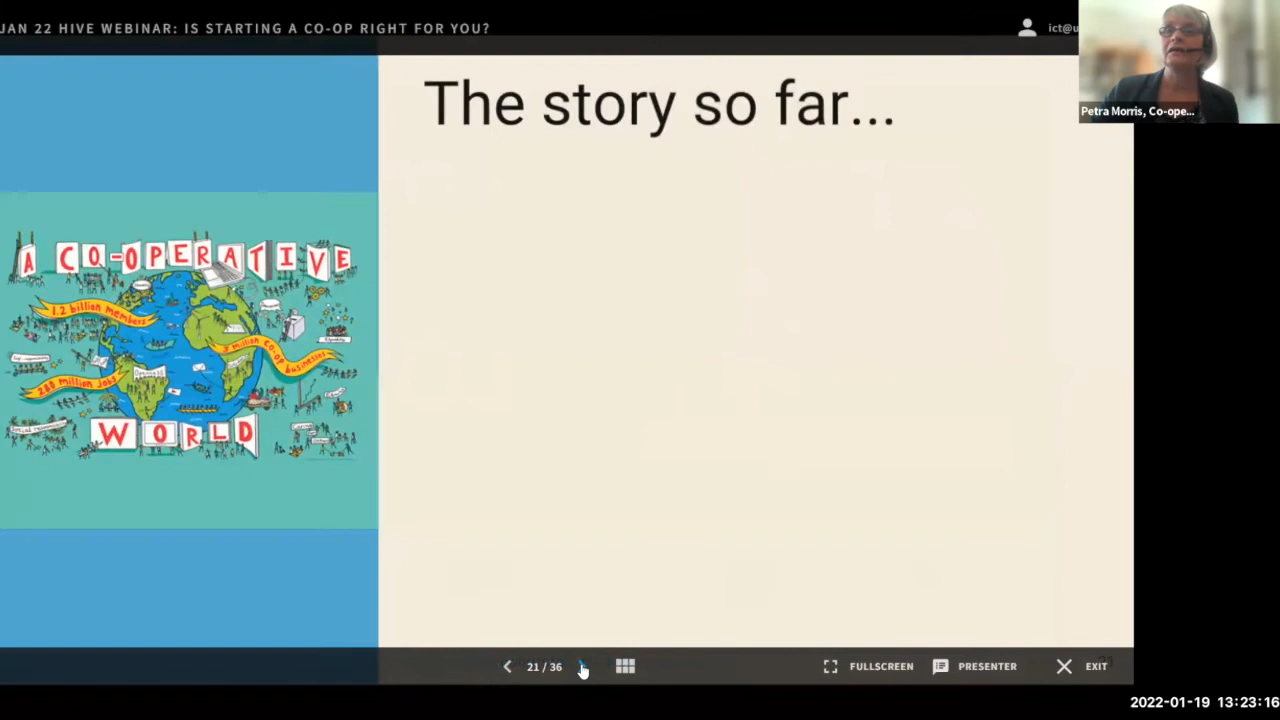 JAN 22 HIVE WEBINAR: IS STARTING A CO-OP RIGHT FOR YOU?
ict@u
Petra Morris, Co-ope...
The story so far...
A CO-OPERATIVE
1.2 billion members
3 million Co-op
businesses
280 million jobs
WORLD
21 / 36
FULLSCREEN
PRESENTER
EXIT
2022-01-19 13:23:16